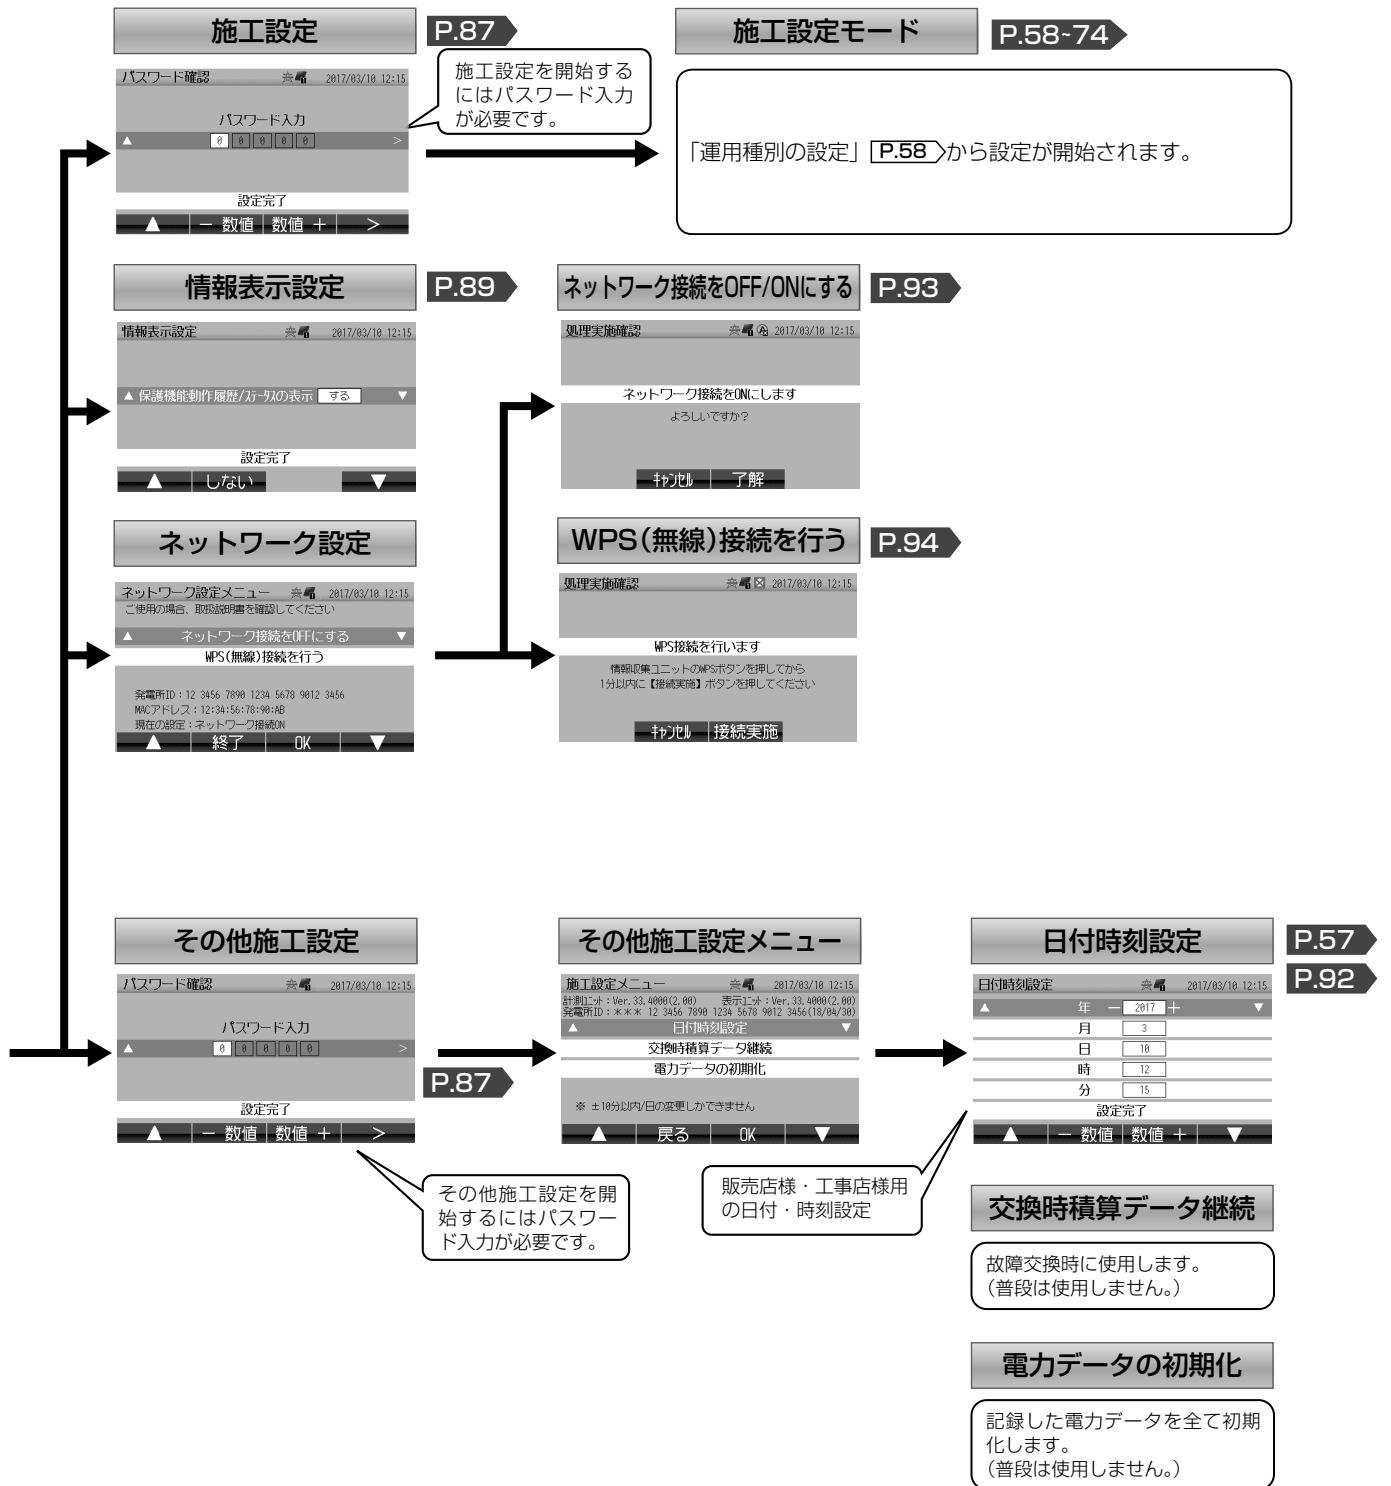 施工設定
P.87
施工設定モード
P.58~74
パスワード確認
2017/03/10 12:15
パスワード入力
▲ 0 0 0 0 0 >
設定完了
▲ － 数値 数値 ＋ ＞
施工設定を開始する
にはパスワード入力
が必要です。
「運用種別の設定」P.58から設定が開始されます。
情報表示設定
P.89
情報表示設定
2017/03/10 12:15
▲ 保護機能動作履歴/ステータスの表示 する ▼
設定完了
▲ しない ▼
ネットワーク接続をOFF/ONにする
P.93
処理実施確認
2017/03/10 12:15
ネットワーク接続をONにします
よろしいですか?
キャンセル 了解
ネットワーク設定
ネットワーク設定メニュー
2017/03/10 12:15
ご使用の場合、取扱説明書を確認してください
▲ ネットワーク接続をOFFにする ▼
WPS(無線)接続を行う
発電所ID：12 3456 7890 1234 5678 9012 3456
MACアドレス：12:34:56:78:90:AB
現在の設定：ネットワーク接続ON
▲ 終了 OK ▼
WPS(無線)接続を行う
P.94
処理実施確認
2017/03/10 12:15
WPS接続を行います
情報収集ユニットのWPSボタンを押してから
1分以内に【接続実施】ボタンを押してください
キャンセル 接続実施
その他施工設定
パスワード確認
2017/03/10 12:15
パスワード入力
▲ 0 0 0 0 0 >
設定完了
▲ － 数値 数値 ＋ ＞
P.87
その他施工設定を開
始するにはパスワー
ド入力が必要です。
その他施工設定メニュー
施工設定メニュー
2017/03/10 12:15
計測ユニット：Ver.33.4000(2.00) 表示ユニット：Ver.33.4000(2.00)
発電所ID：＊＊＊ 12 3456 7890 1234 5678 9012 3456(18/04/30)
▲ 日付時刻設定 ▼
交換時積算データ継続
電力データの初期化
※ ±10分以内/日の変更しかできません
▲ 戻る OK ▼
日付時刻設定
P.57
P.92
日付時刻設定
2017/03/10 12:15
▲ 年 － 2017 ＋ ▼
月 3
日 10
時 12
分 15
設定完了
▲ － 数値 数値 ＋ ▼
販売店様・工事店様用
の日付・時刻設定
交換時積算データ継続
故障交換時に使用します。
(普段は使用しません。)
電力データの初期化
記録した電力データを全て初期
化します。
(普段は使用しません。)